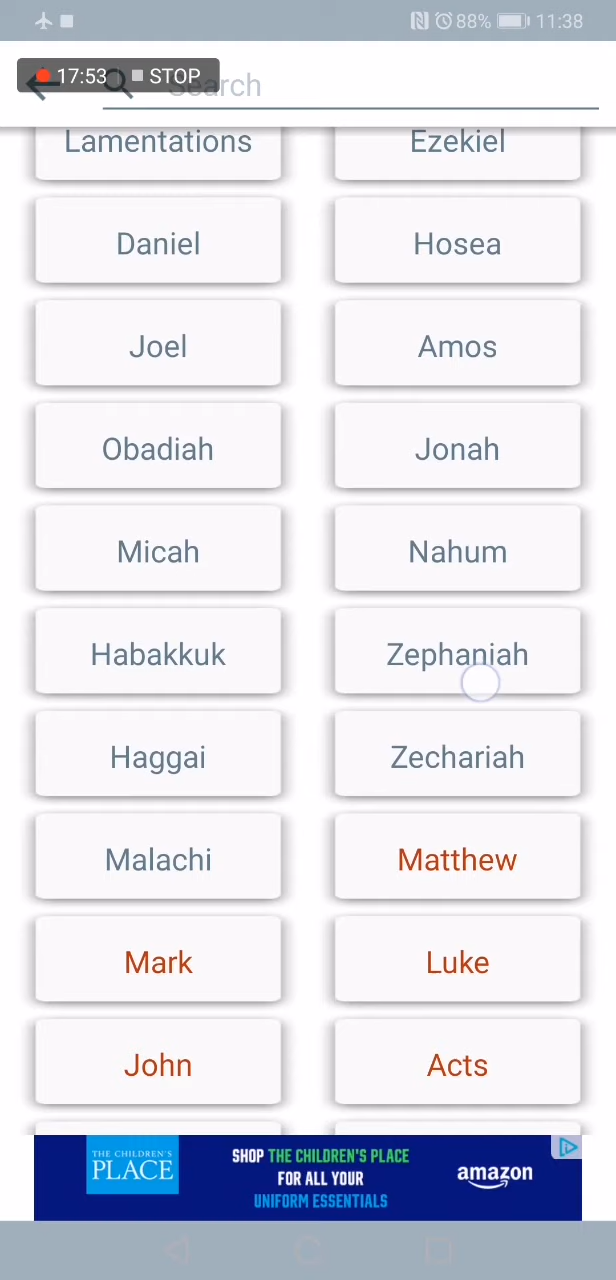 88% 11:38
17:53 STOP Search
Lamentations Ezekiel
Daniel Hosea
Joel Amos
Obadiah Jonah
Micah Nahum
Habakkuk Zephaniah
Haggai Zechariah
Malachi Matthew
Mark Luke
John Acts
THE CHILDREN'S
PLACE
SHOP THE CHILDREN'S PLACE
FOR ALL YOUR
UNIFORM ESSENTIALS
amazon